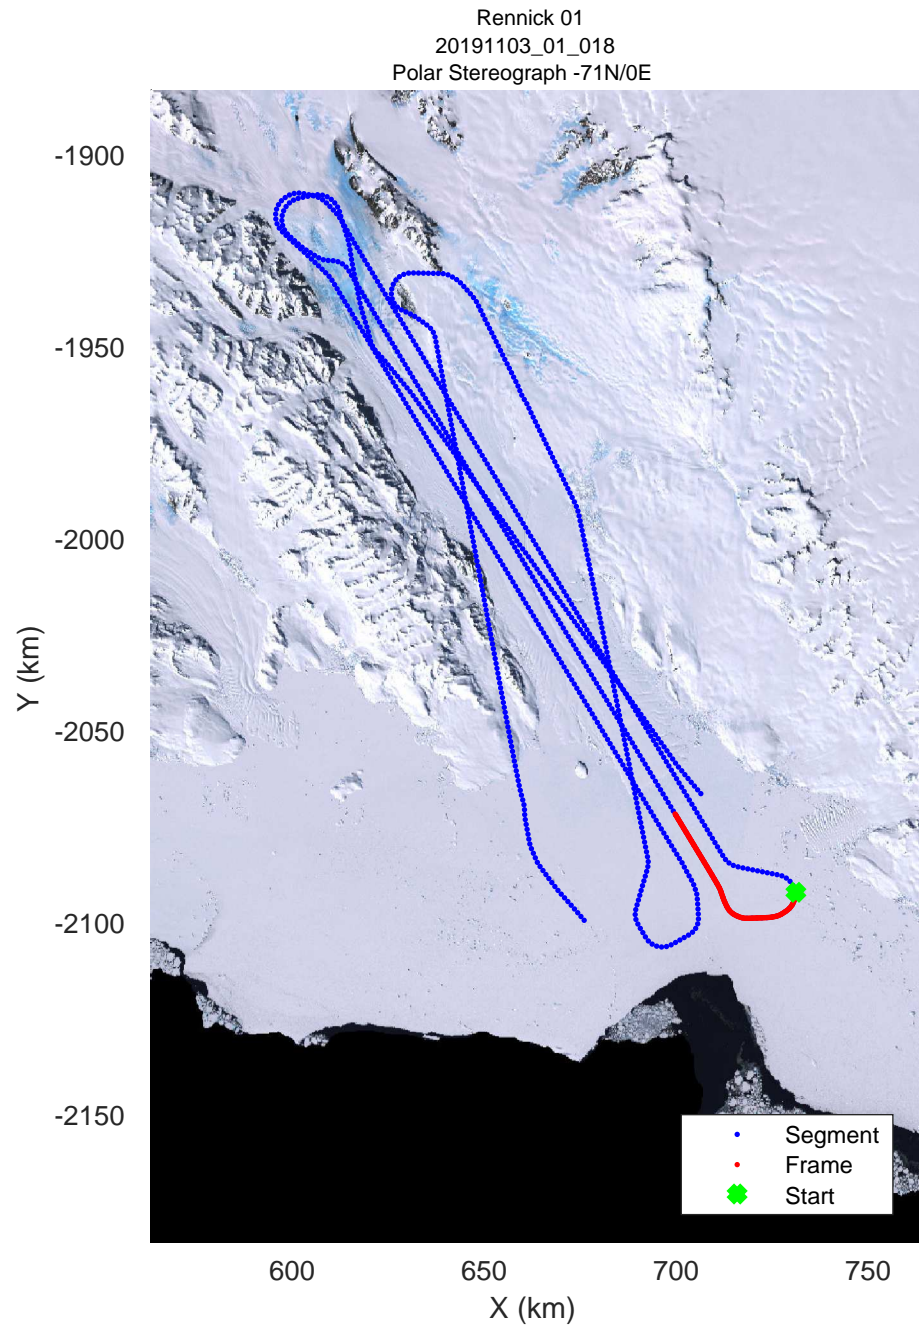 Rennick 01
20191103_01_018
Polar Stereograph -71N/0E
-1900
-1950
-2000
-2050
-2100
-2150
Y (km)
600
650
700
750
X (km)
Segment
Frame
Start